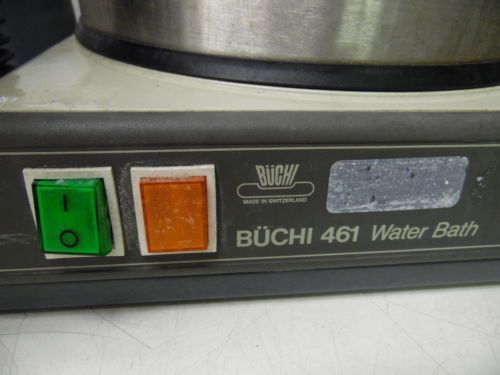 I
O
BÜCHI
MADE IN SWITZERLAND
BÜCHI 461 Water Bath